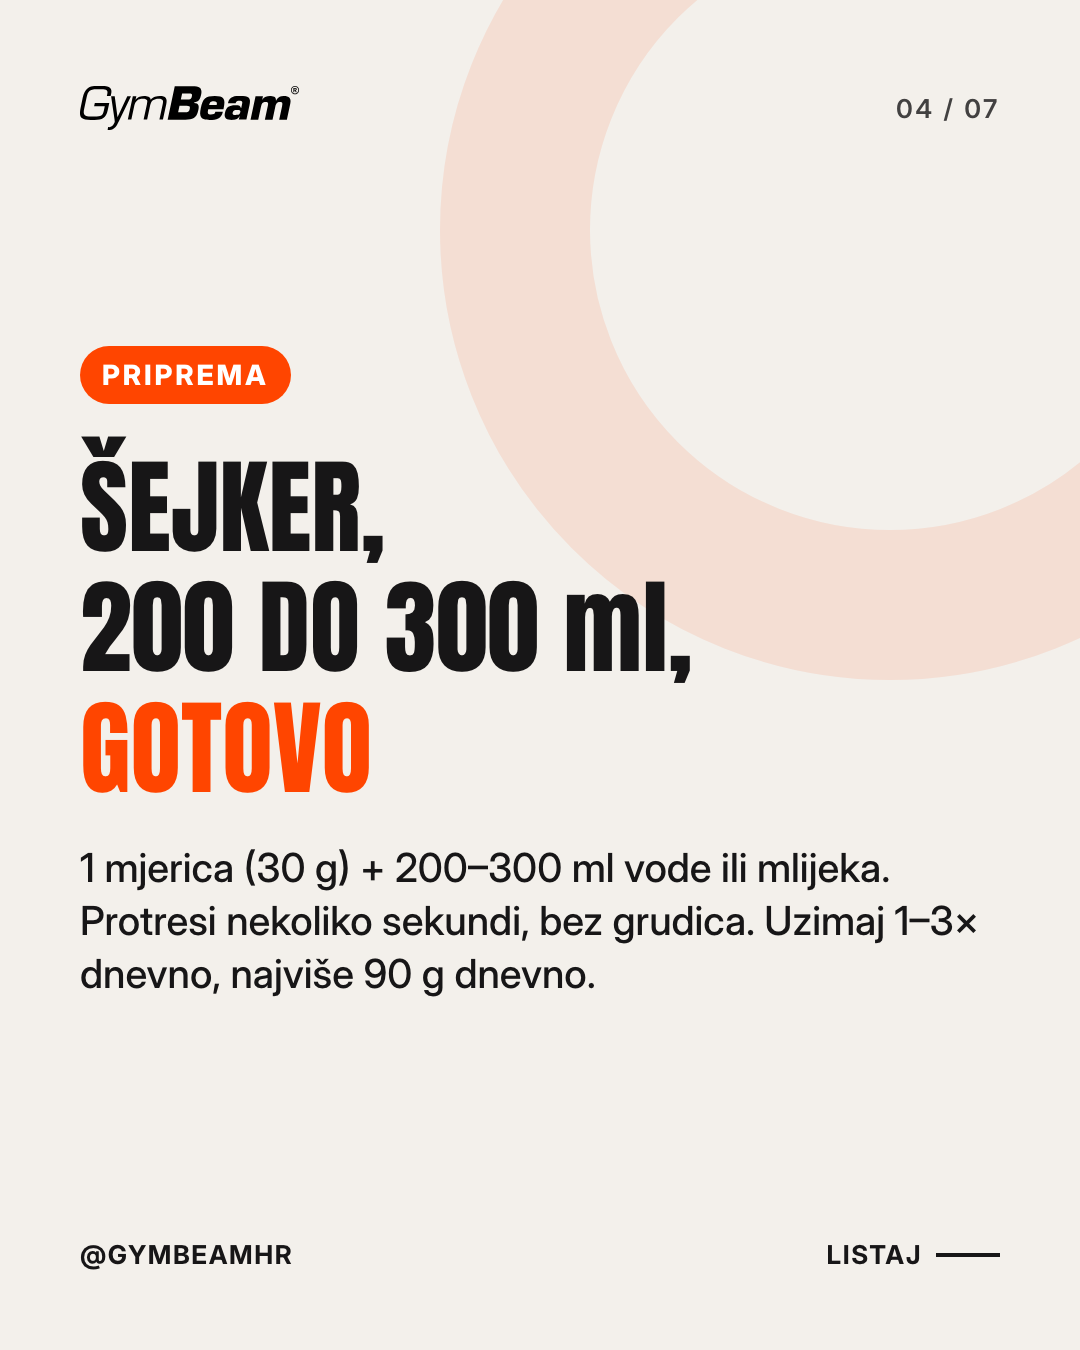 GymBeam®
04 / 07
PRIPREMA
ŠEJKER,
200 DO 300 ml,
GOTOVO
1 mjerica (30 g) + 200–300 ml vode ili mlijeka.
Protresi nekoliko sekundi, bez grudica. Uzimaj 1–3×
dnevno, najviše 90 g dnevno.
@GYMBEAMHR
LISTAJ